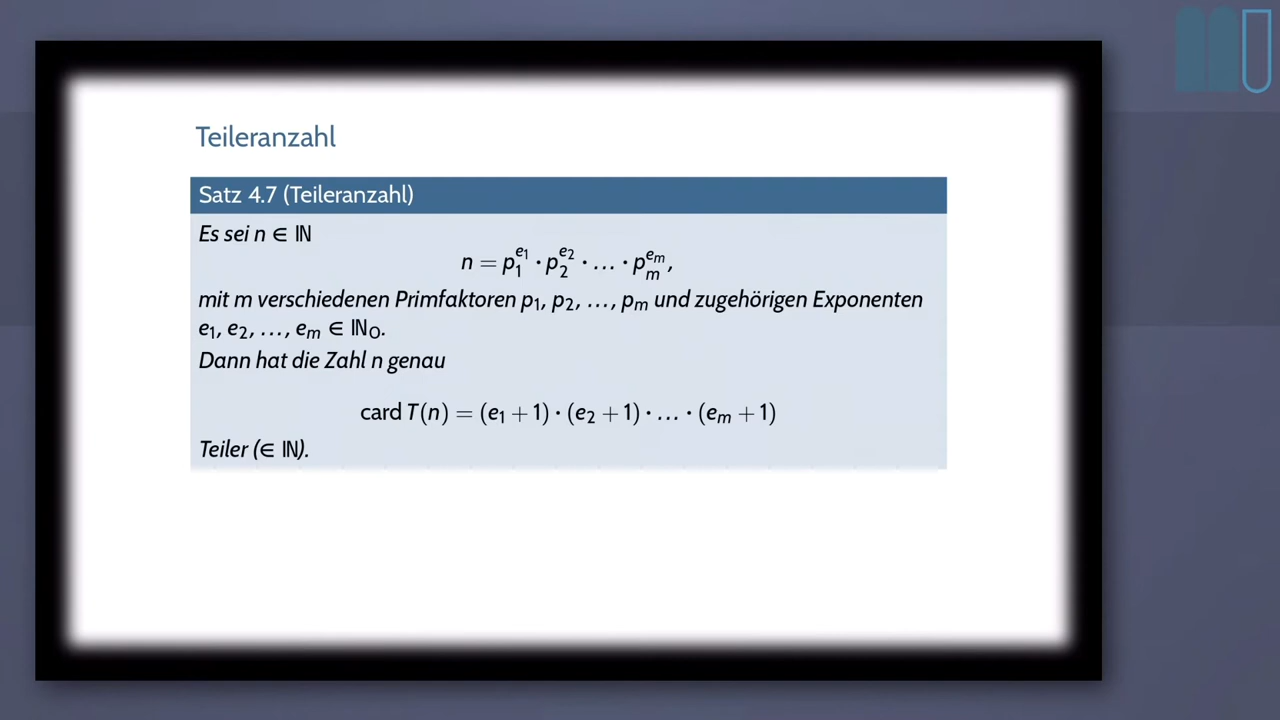 Teileranzahl
Satz 4.7 (Teileranzahl)
Es sei n ∈ ℕ
n = p₁^{e₁} · p₂^{e₂} · … · pₘ^{eₘ},
mit m verschiedenen Primfaktoren p₁, p₂, …, pₘ und zugehörigen Exponenten
e₁, e₂, …, eₘ ∈ ℕ₀.
Dann hat die Zahl n genau
card T(n) = (e₁ + 1) · (e₂ + 1) · … · (eₘ + 1)
Teiler (∈ ℕ).